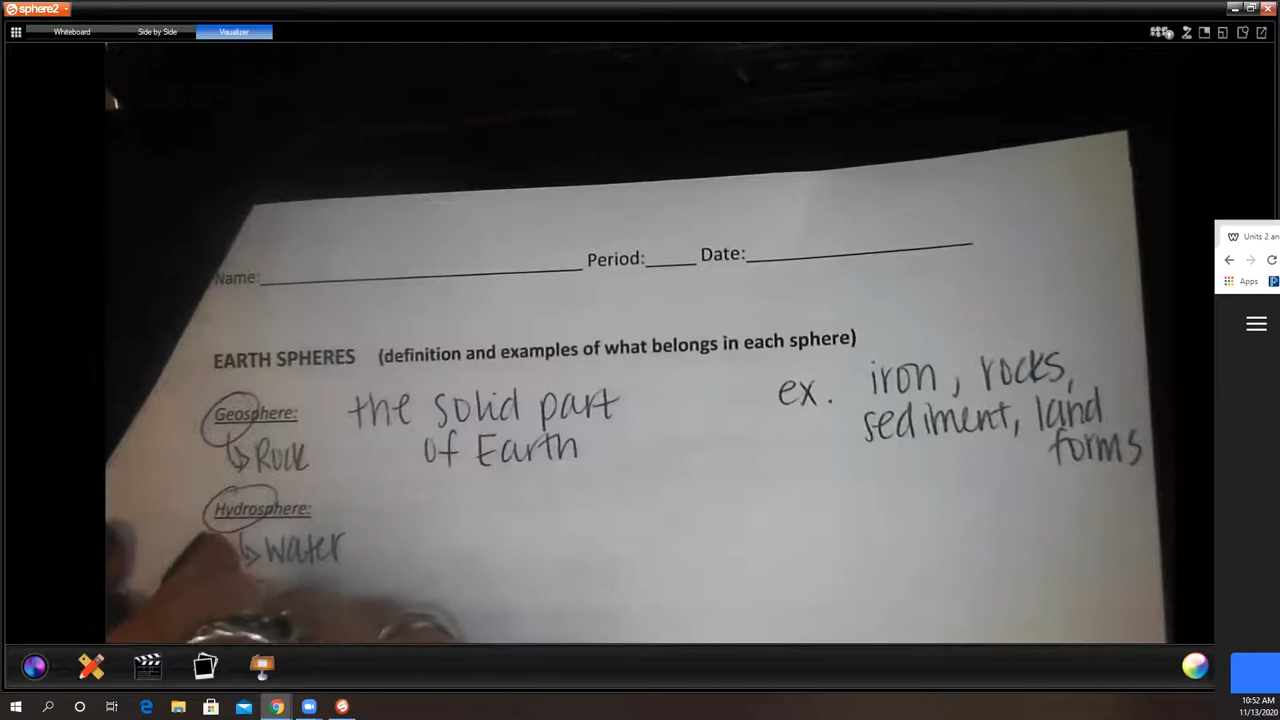 sphere2
Whiteboard Side by Side Visualizer
Units 2 an
Apps
Name: Period: Date:
EARTH SPHERES (definition and examples of what belongs in each sphere)
Geosphere: the solid part ex. iron, rocks,
↳ Rock of Earth sediment, land
forms
Hydrosphere:
↳ water
10:52 AM
11/13/2020